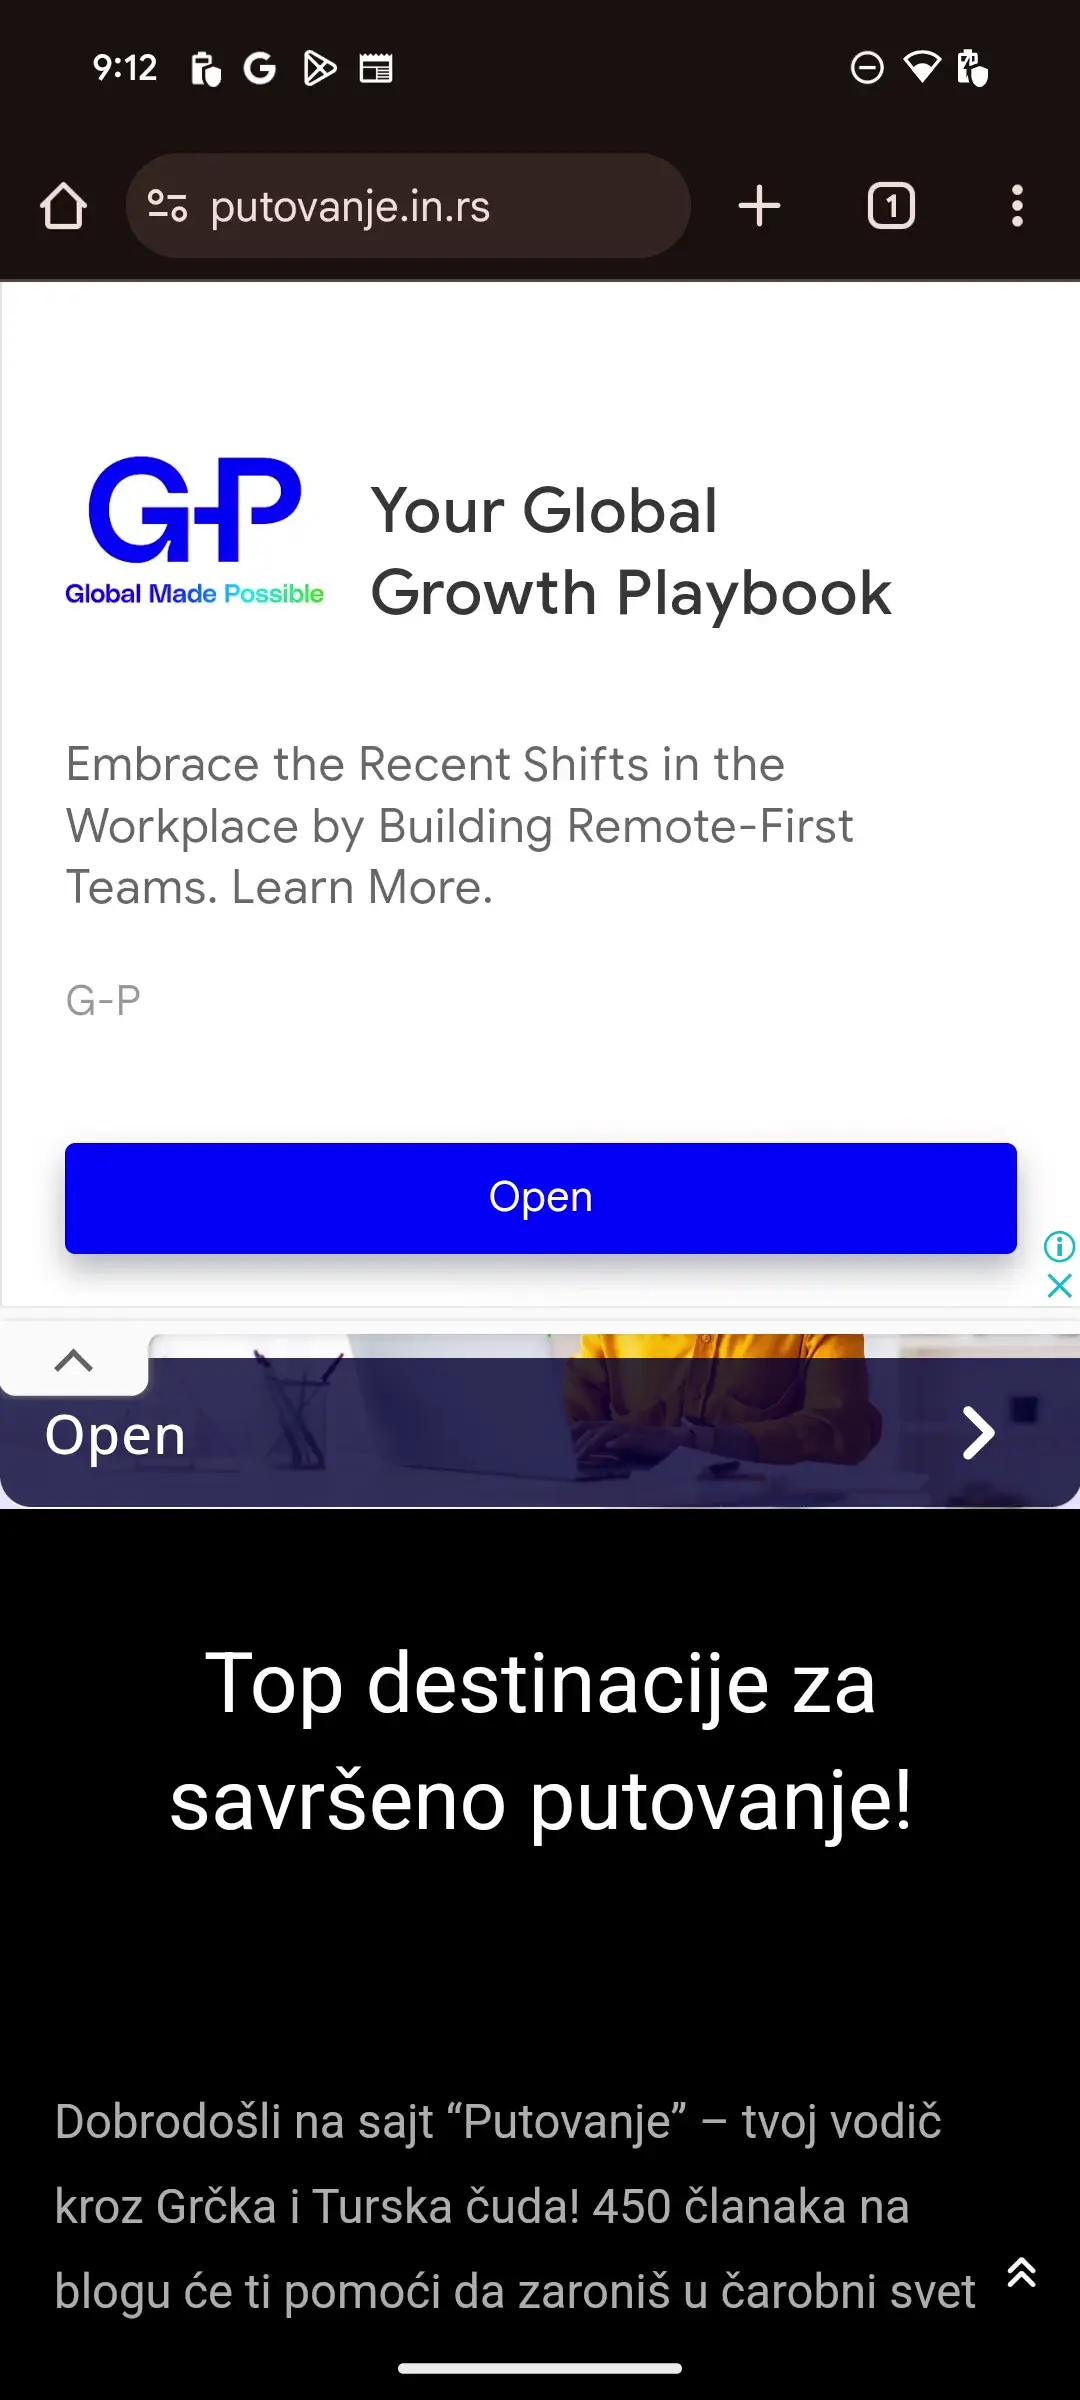 9:12
putovanje.in.rs
1
G-P
Global Made Possible
Your Global
Growth Playbook
Embrace the Recent Shifts in the
Workplace by Building Remote-First
Teams. Learn More.
G-P
Open
Open
Top destinacije za
savršeno putovanje!
Dobrodošli na sajt “Putovanje” – tvoj vodič
kroz Grčka i Turska čuda! 450 članaka na
blogu će ti pomoći da zaroniš u čarobni svet